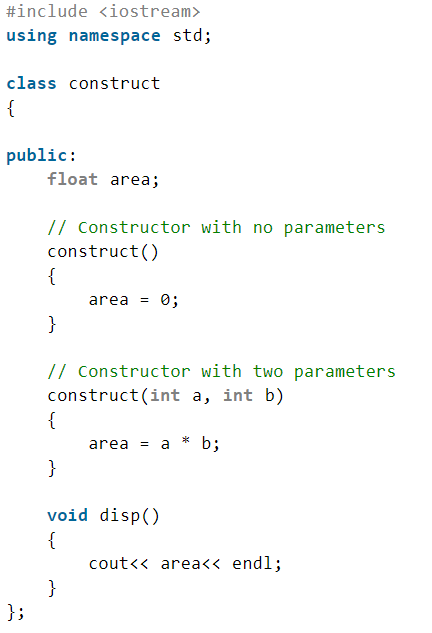 #include <iostream>
using namespace std;
class construct
{
public:
    float area;
    // Constructor with no parameters
    construct()
    {
        area = 0;
    }
    // Constructor with two parameters
    construct(int a, int b)
    {
        area = a * b;
    }
    void disp()
    {
        cout<< area<< endl;
    }
};